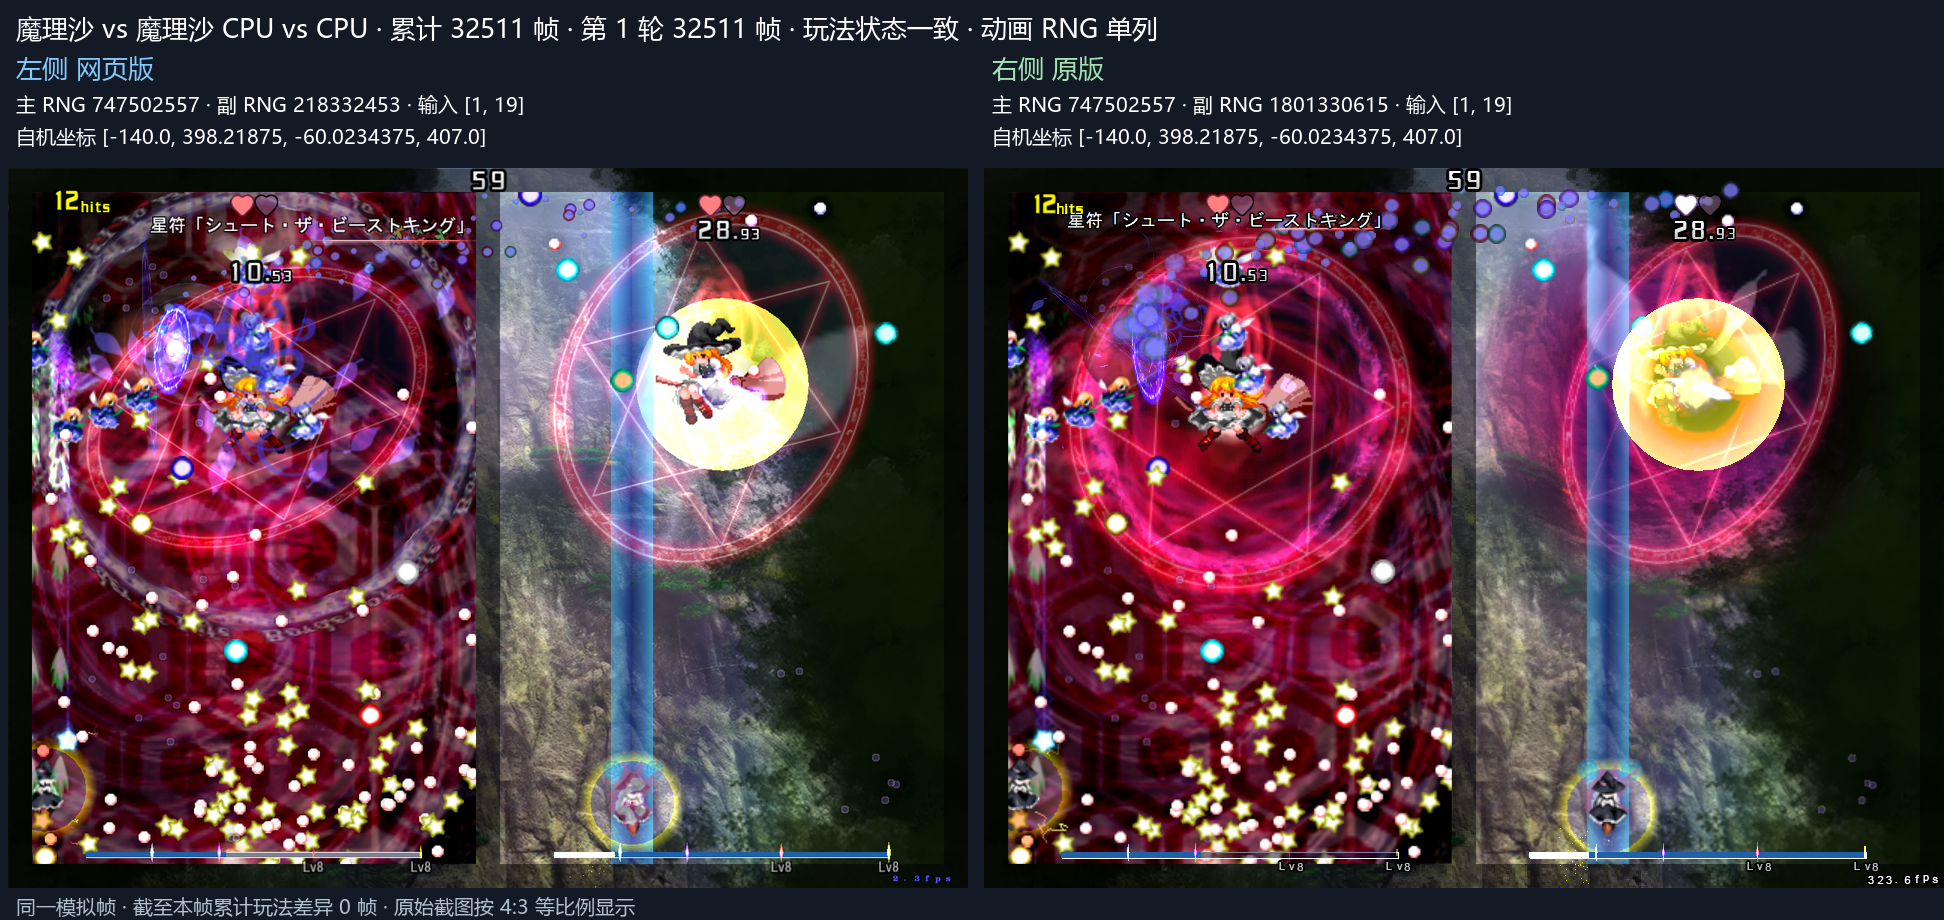 魔理沙 vs 魔理沙 CPU vs CPU · 累计 32511 帧 · 第 1 轮 32511 帧 · 玩法状态一致 · 动画 RNG 单列
左侧 网页版
主 RNG 747502557 · 副 RNG 218332453 · 输入 [1, 19]
自机坐标 [-140.0, 398.21875, -60.0234375, 407.0]
右侧 原版
主 RNG 747502557 · 副 RNG 1801330615 · 输入 [1, 19]
自机坐标 [-140.0, 398.21875, -60.0234375, 407.0]
59
12hits
星符「シュート・ザ・ビーストキング」
28.93
10.53
Lv8
Lv8
Lv8
Lv8
2.3fps
59
12hits
星符「シュート・ザ・ビーストキング」
28.93
10.53
Lv8
Lv8
Lv8
Lv8
323.6fps
同一模拟帧 · 截至本帧累计玩法差异 0 帧 · 原始截图按 4:3 等比例显示